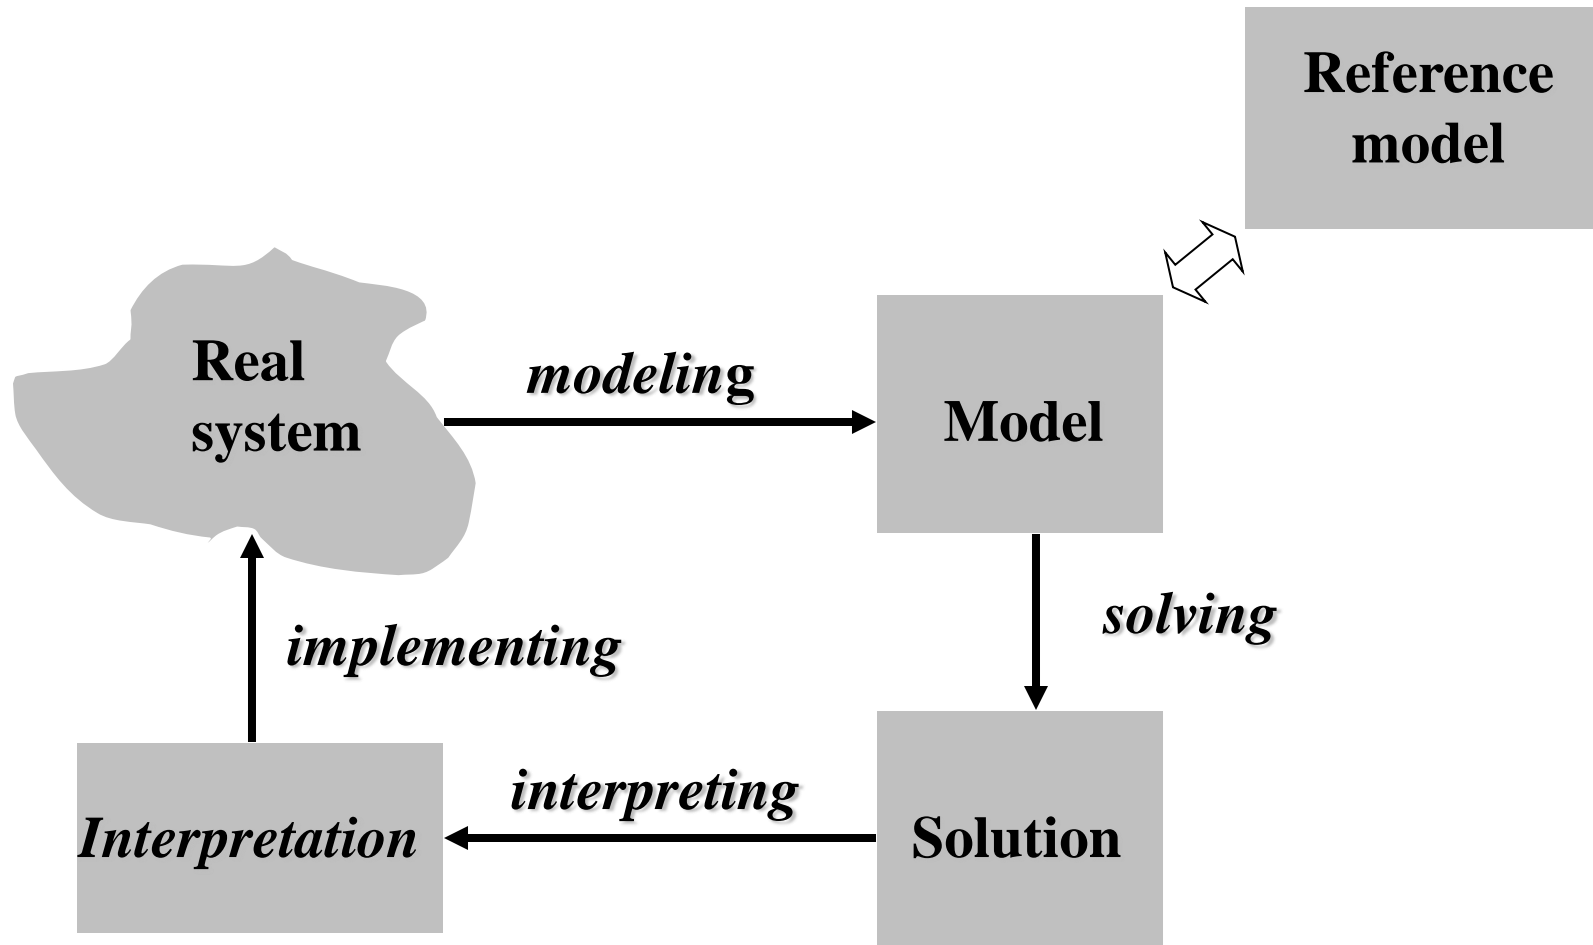 Reference
model
Real
system
modeling
Model
solving
implementing
interpreting
Interpretation
Solution